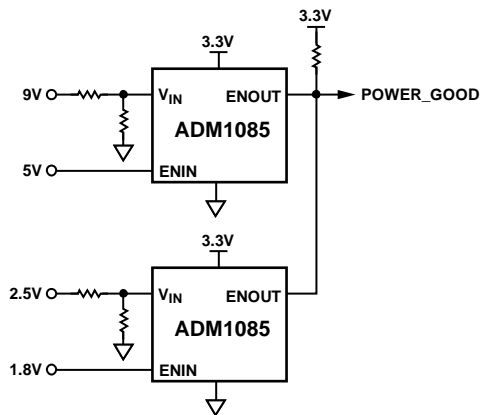 3.3V
3.3V
9V
VIN
ENOUT
POWER_GOOD
ADM1085
5V
ENIN
3.3V
2.5V
VIN
ENOUT
ADM1085
1.8V
ENIN